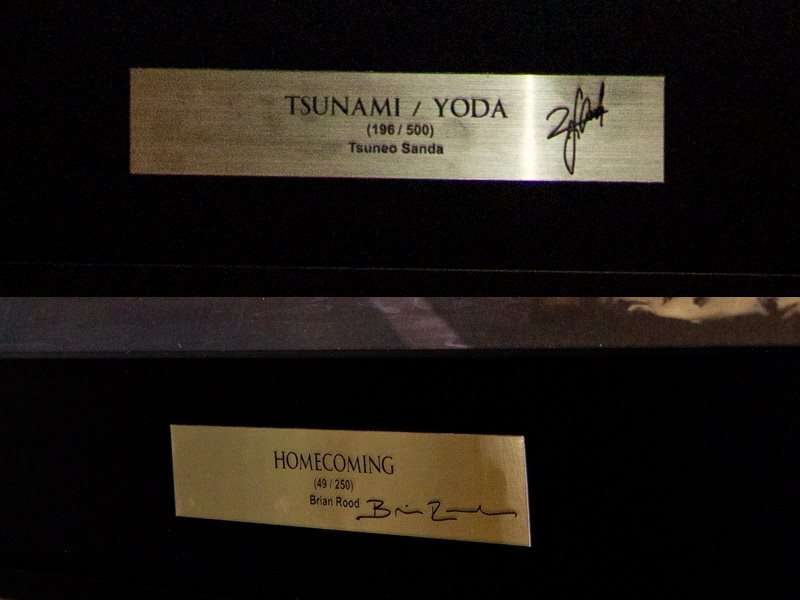 TSUNAMI / YODA
(196 / 500)
Tsuneo Sanda
HOMECOMING
(49 / 250)
Brian Rood